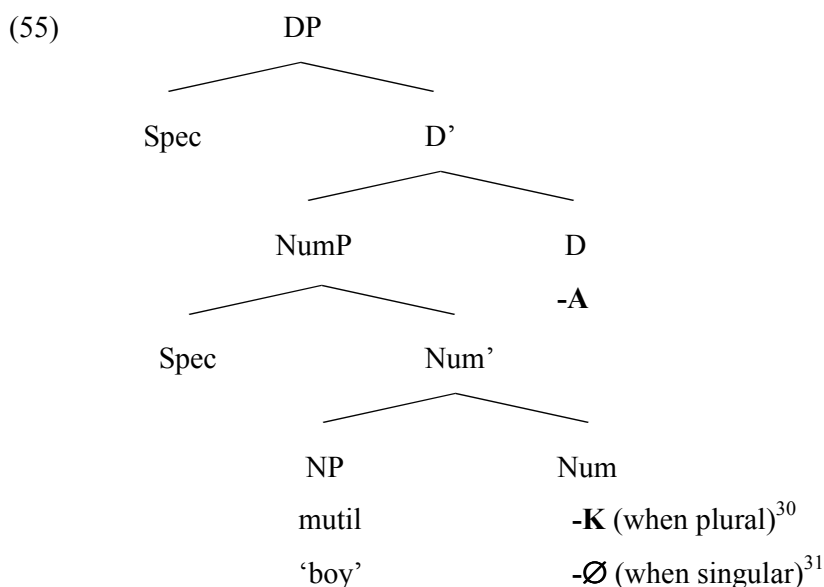 (55) DP
Spec D’
NumP D
-A
Spec Num’
NP Num
mutil -K (when plural)30
‘boy’ -∅ (when singular)31